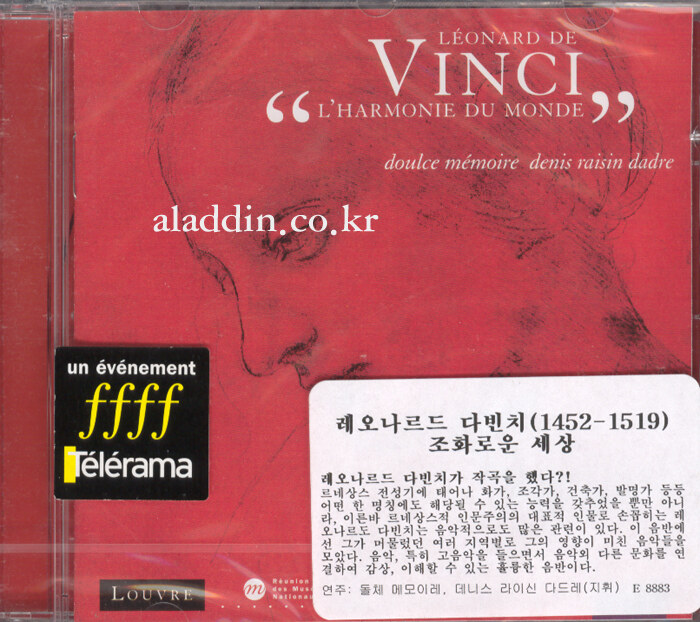 LÉONARD DE
VINCI
“L'HARMONIE DU MONDE”
doulce mémoire denis raisin dadre
aladdin.co.kr
un événement
ffff
Télérama
레오나르드 다빈치(1452-1519)
조화로운 세상
레오나르드 다빈치가 작곡을 했다?!
르네상스 전성기에 태어나 화가, 조각가, 건축가, 발명가 등등
어떤 한 명칭에도 해당될 수 있는 능력을 갖추었을 뿐만 아니
라, 이른바 르네상스적 인문주의의 대표적 인물로 손꼽히는 레
오나르도 다빈치는 음악적으로도 많은 관련이 있다. 이 음반에
선 그가 머물렀던 여러 지역별로 그의 영향이 미친 음악들을
모았다. 음악, 특히 고음악을 들으면서 음악외 다른 문화를 연
결하여 감상, 이해할 수 있는 훌륭한 음반이다.
연주: 돌체 메모이레, 데니스 라이신 다드레(지휘) E 8883
LOUVRE
Réunion
des Musé
Nationau